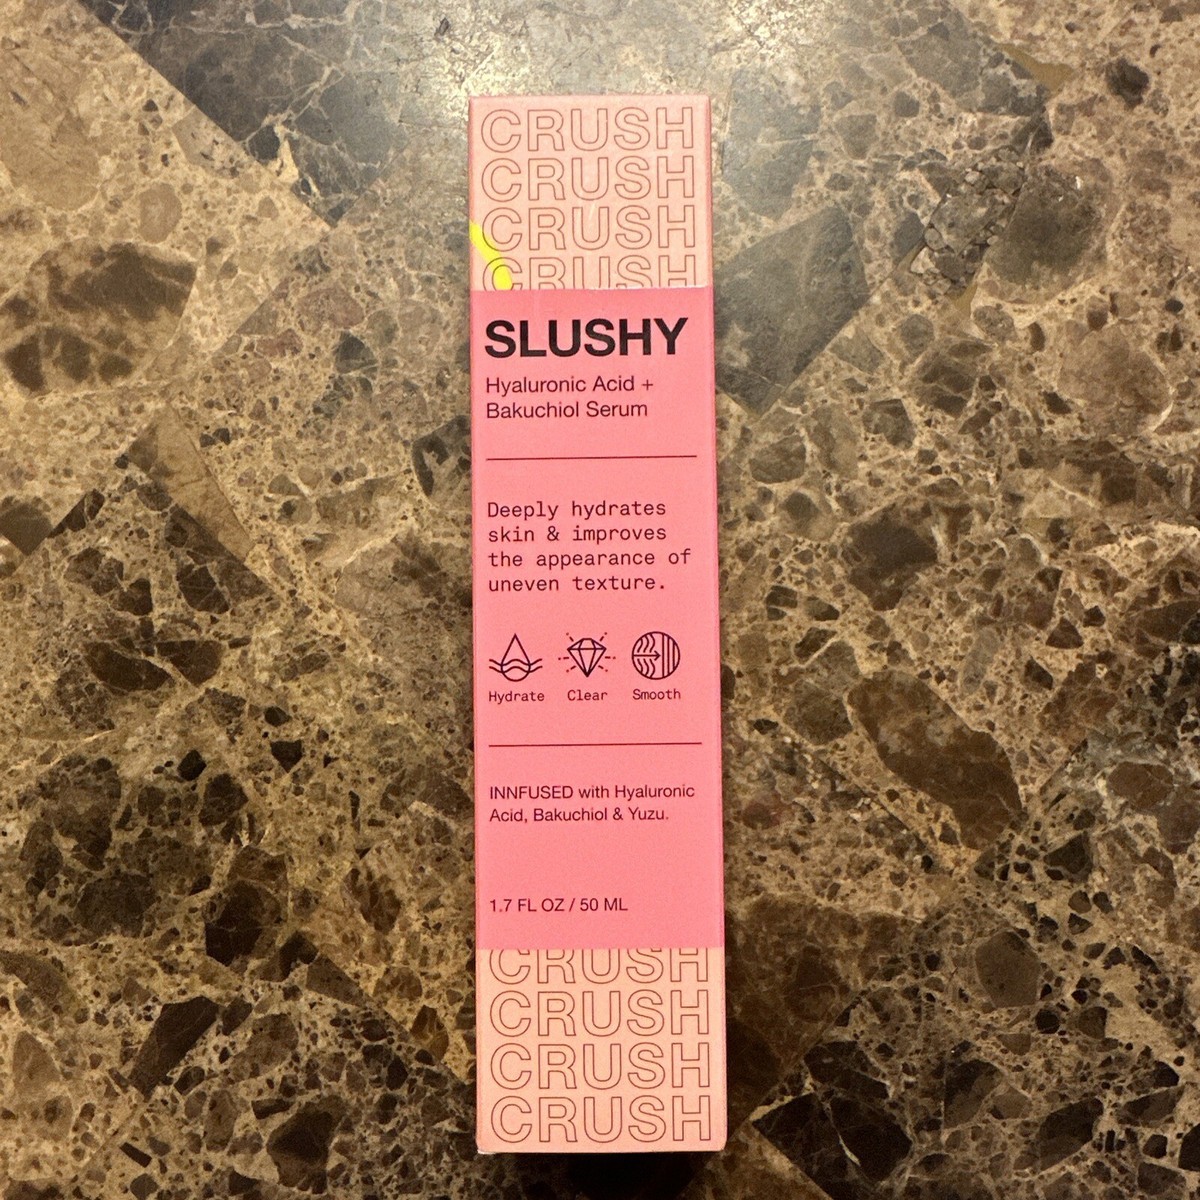 CRUSH
CRUSH
CRUSH
CRUSH
SLUSHY
Hyaluronic Acid +
Bakuchiol Serum
Deeply hydrates
skin & improves
the appearance of
uneven texture.
Hydrate Clear Smooth
INNFUSED with Hyaluronic
Acid, Bakuchiol & Yuzu.
1.7 FL OZ / 50 ML
CRUSH
CRUSH
CRUSH
CRUSH